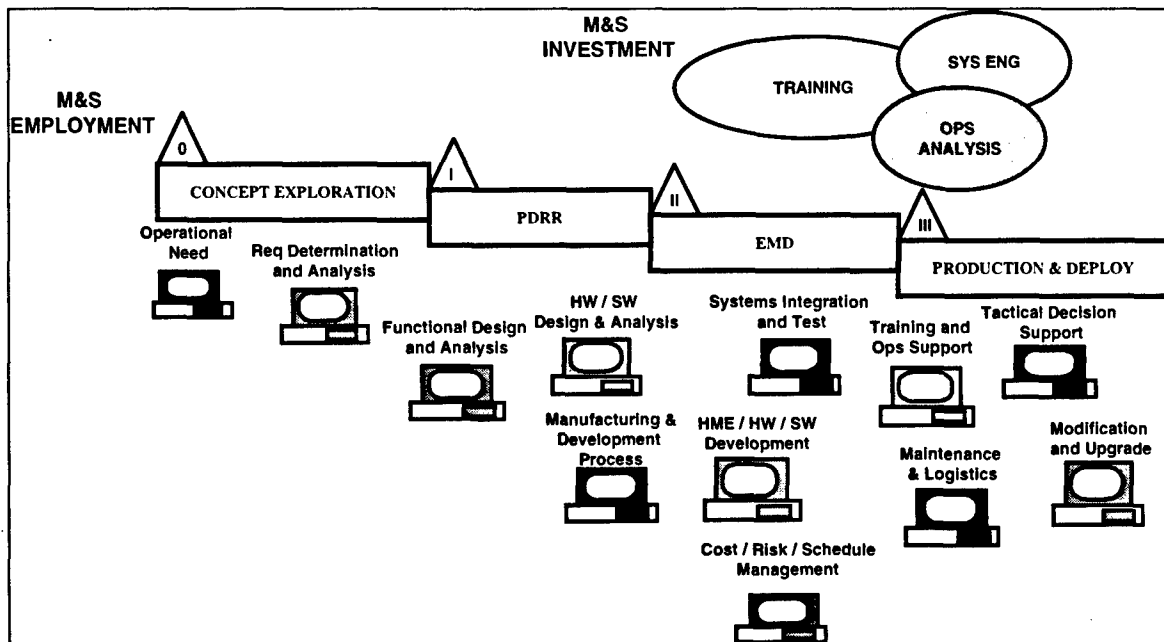 M&S
INVESTMENT
TRAINING
SYS ENG
OPS
ANALYSIS
M&S
EMPLOYMENT
0
I
II
III
CONCEPT EXPLORATION
PDRR
EMD
PRODUCTION & DEPLOY
Operational
Need
Req Determination
and Analysis
Functional Design
and Analysis
HW / SW
Design & Analysis
Manufacturing &
Development
Process
Systems Integration
and Test
HME / HW / SW
Development
Cost / Risk / Schedule
Management
Training and
Ops Support
Maintenance
& Logistics
Tactical Decision
Support
Modification
and Upgrade